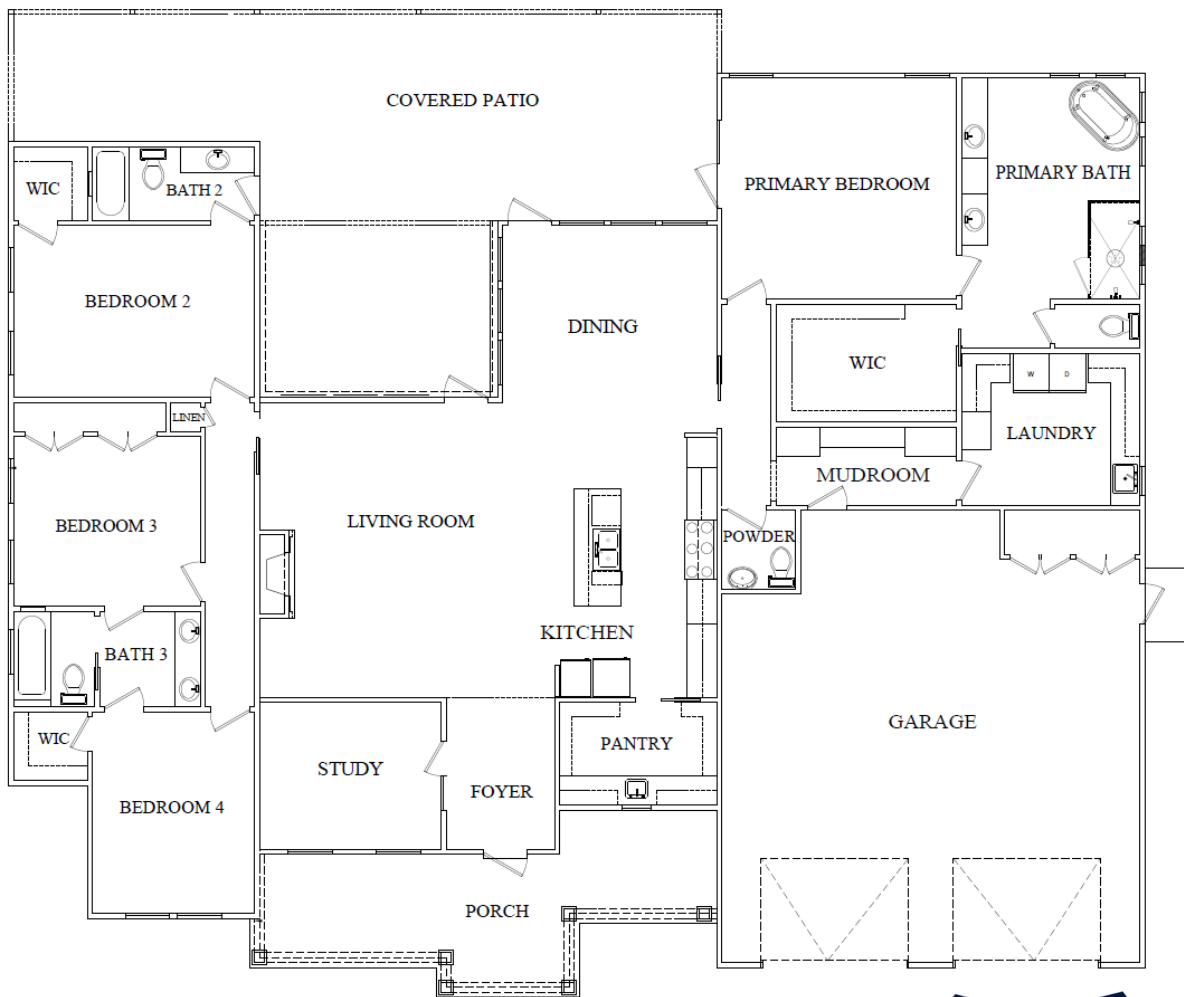 COVERED PATIO
WIC
BATH 2
PRIMARY BEDROOM
PRIMARY BATH
BEDROOM 2
DINING
WIC
W
D
LINEN
LAUNDRY
MUDROOM
BEDROOM 3
LIVING ROOM
POWDER
KITCHEN
BATH 3
GARAGE
WIC
PANTRY
STUDY
FOYER
BEDROOM 4
PORCH